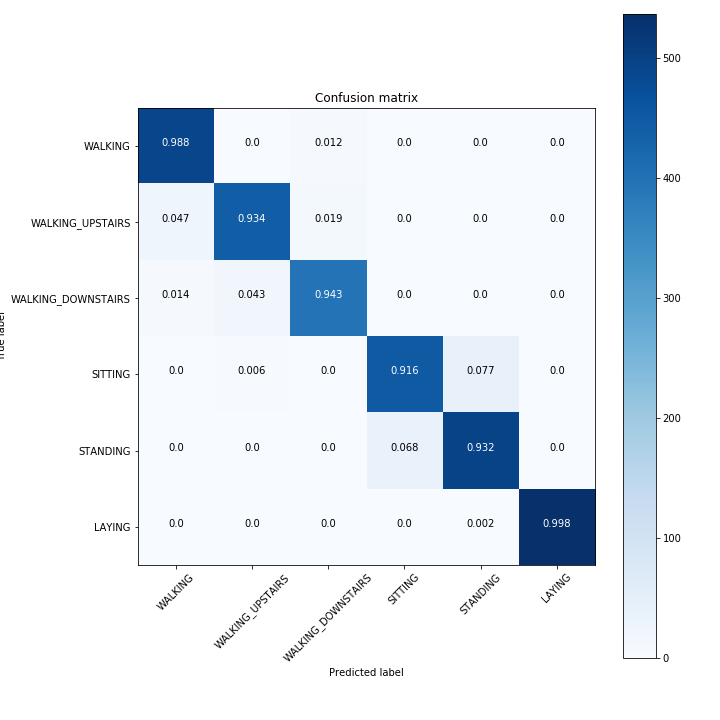 Confusion matrix
WALKING 0.988 0.0 0.012 0.0 0.0 0.0
WALKING_UPSTAIRS 0.047 0.934 0.019 0.0 0.0 0.0
WALKING_DOWNSTAIRS 0.014 0.043 0.943 0.0 0.0 0.0
SITTING 0.0 0.006 0.0 0.916 0.077 0.0
STANDING 0.0 0.0 0.0 0.068 0.932 0.0
LAYING 0.0 0.0 0.0 0.0 0.002 0.998
WALKING
WALKING_UPSTAIRS
WALKING_DOWNSTAIRS
SITTING
STANDING
LAYING
Predicted label
500
400
300
200
100
0